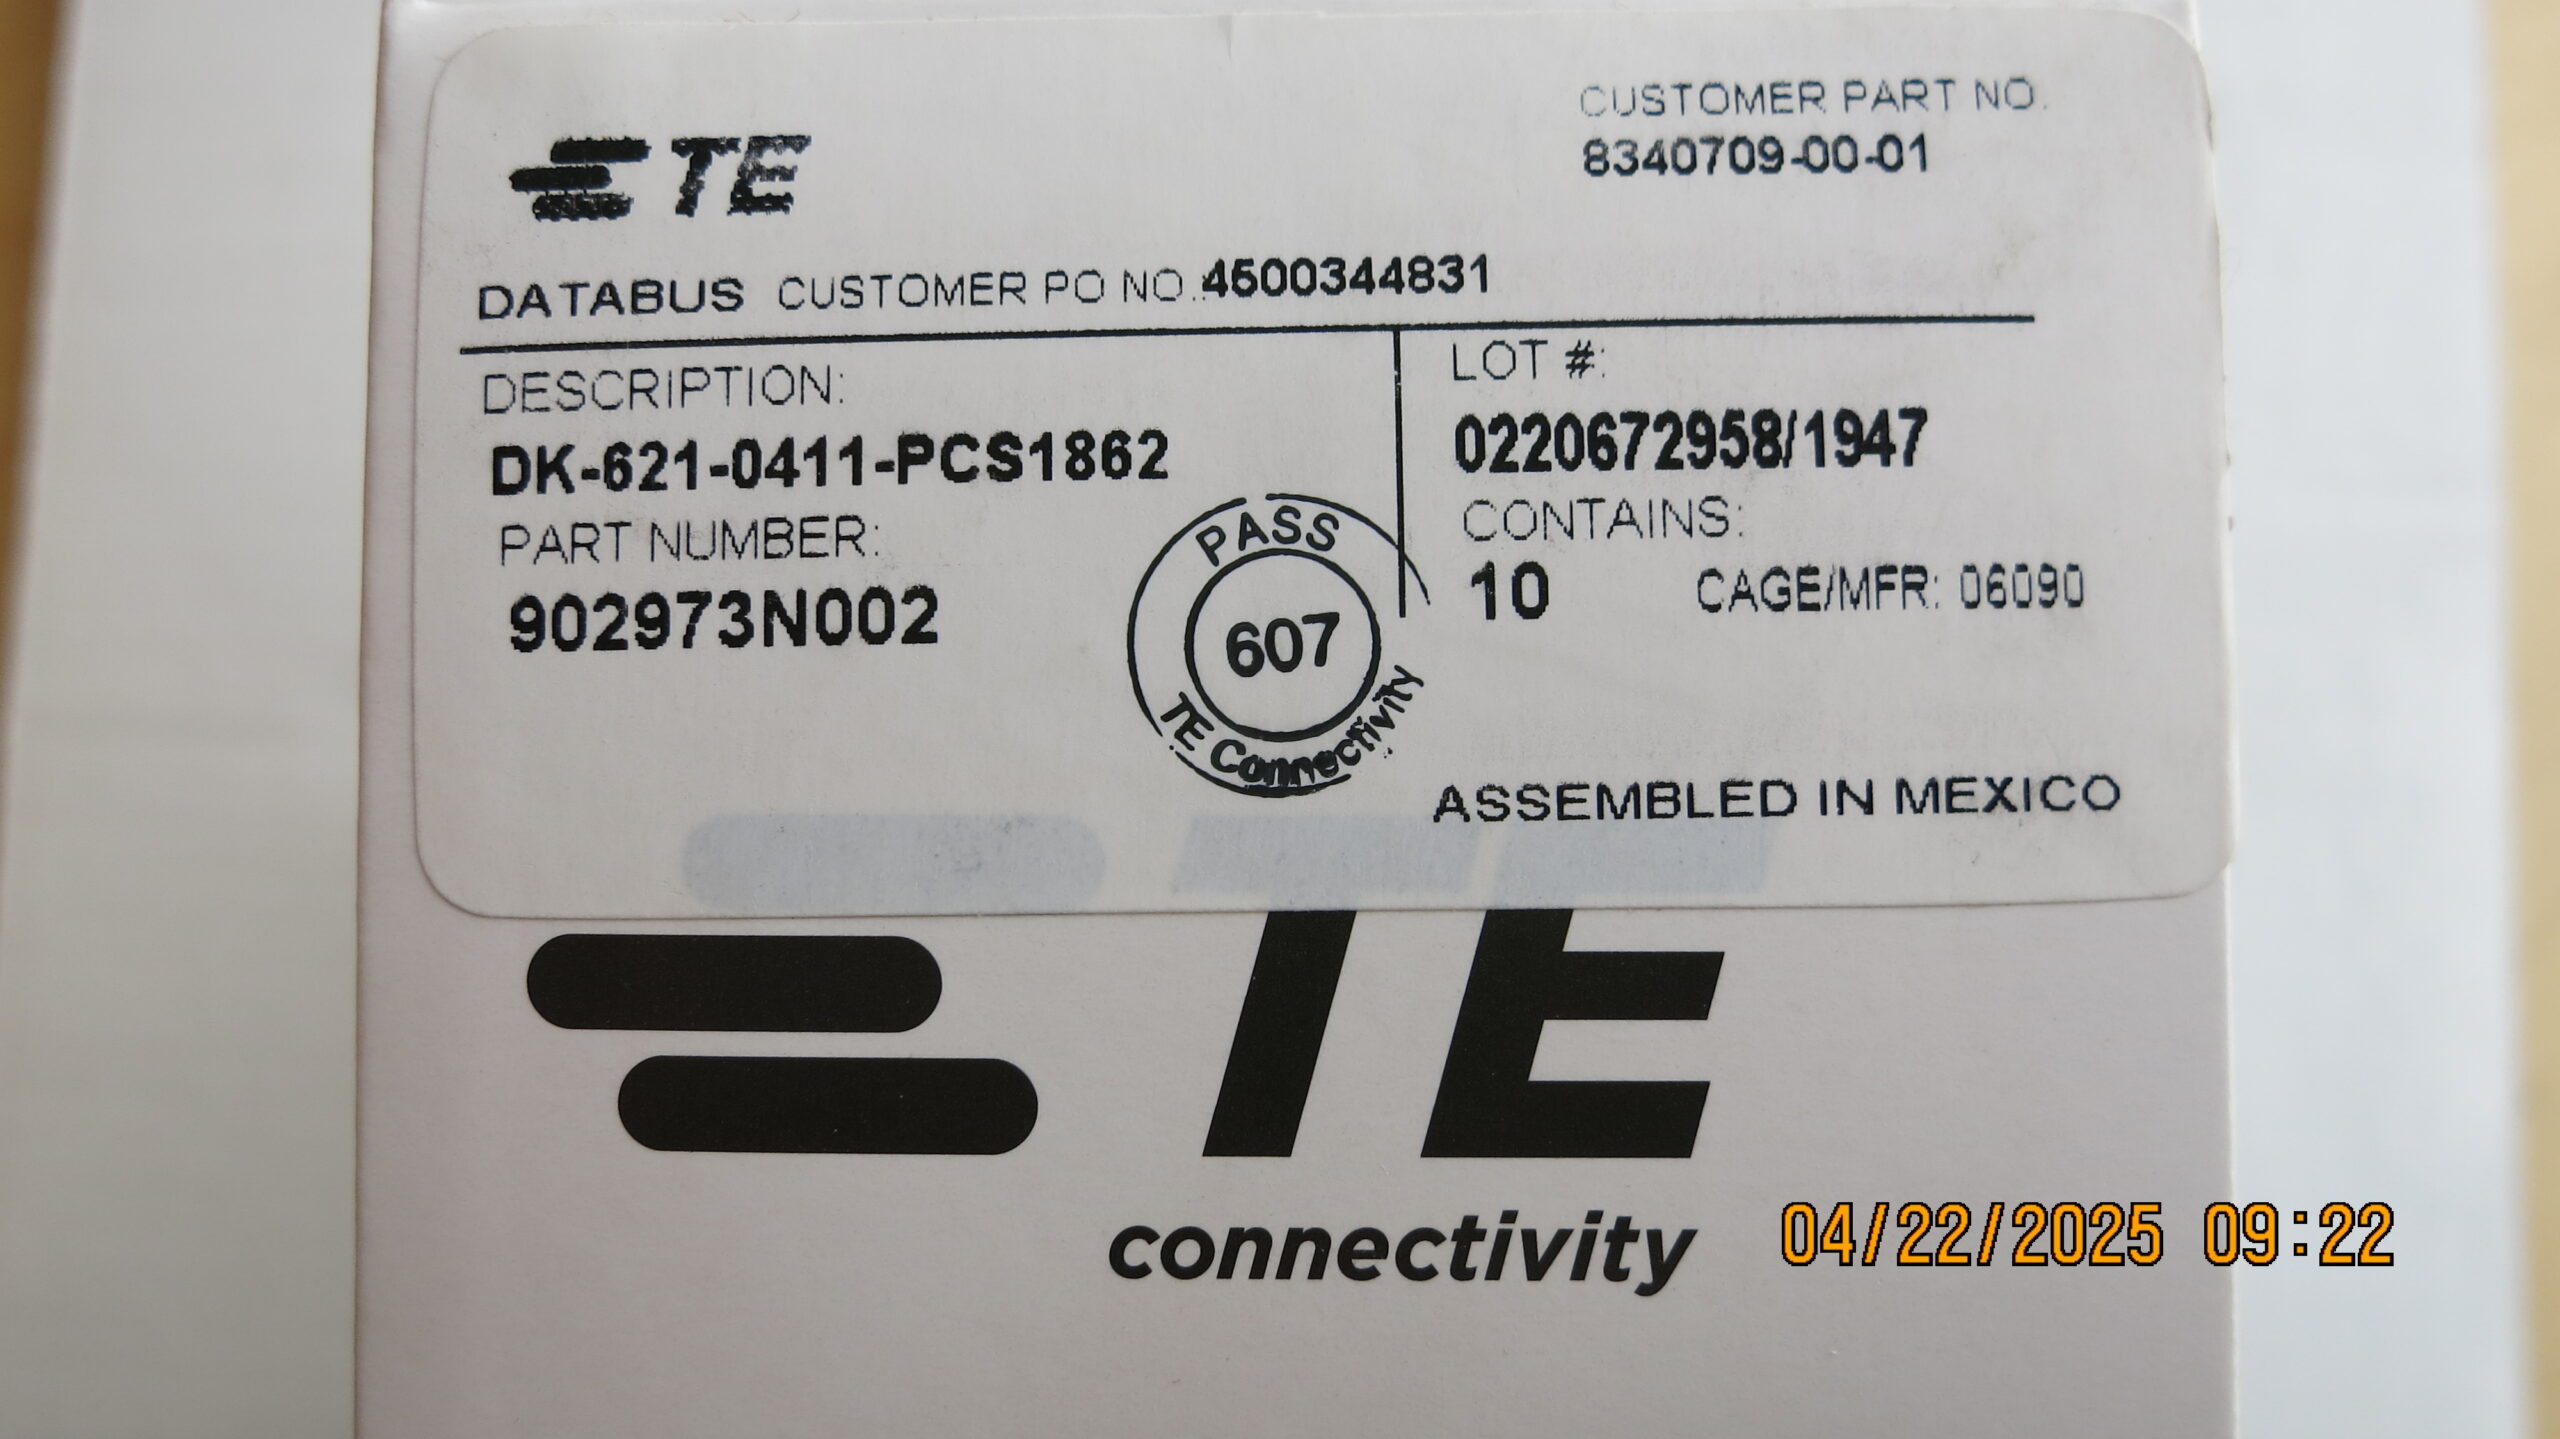 TE
CUSTOMER PART NO.
8340709-00-01
DATABUS CUSTOMER PO NO.:4500344831
DESCRIPTION:
DK-621-0411-PCS1862
PART NUMBER:
902973N002
LOT #:
0220672958/1947
CONTAINS:
10 CAGE/MFR: 06090
PASS
607
TE Connectivity
ASSEMBLED IN MEXICO
TE
connectivity
04/22/2025 09:22